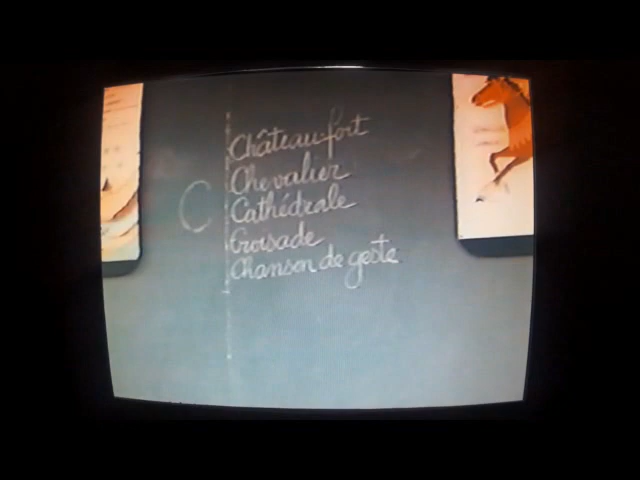 Château-fort
Chevalier
C
Cathédrale
Croisade
Chanson de geste